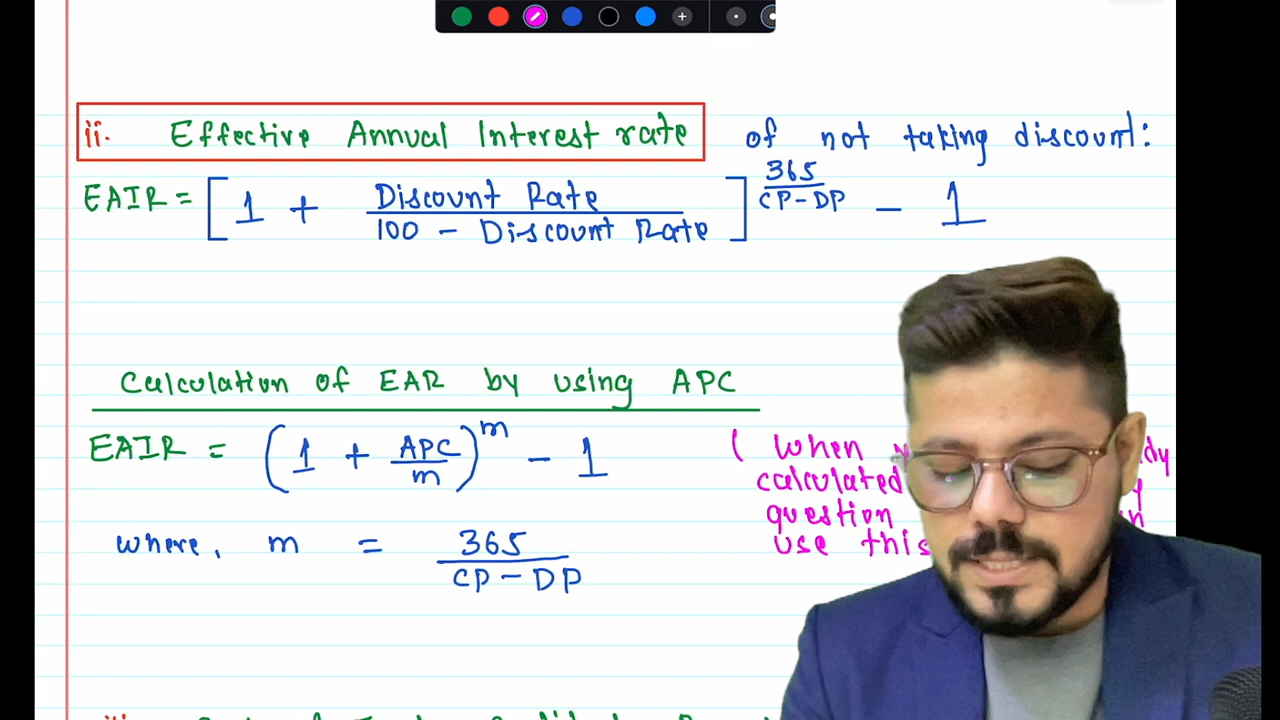 ii. Effective Annual Interest rate of not taking discount:
EAIR = [ 1 + Discount Rate / 100 - Discount Rate ] 365 / CP-DP - 1
Calculation of EAR by using APC
EAIR = ( 1 + APC / m ) m - 1
( When
calculated
question
use this
where, m = 365 / CP - DP